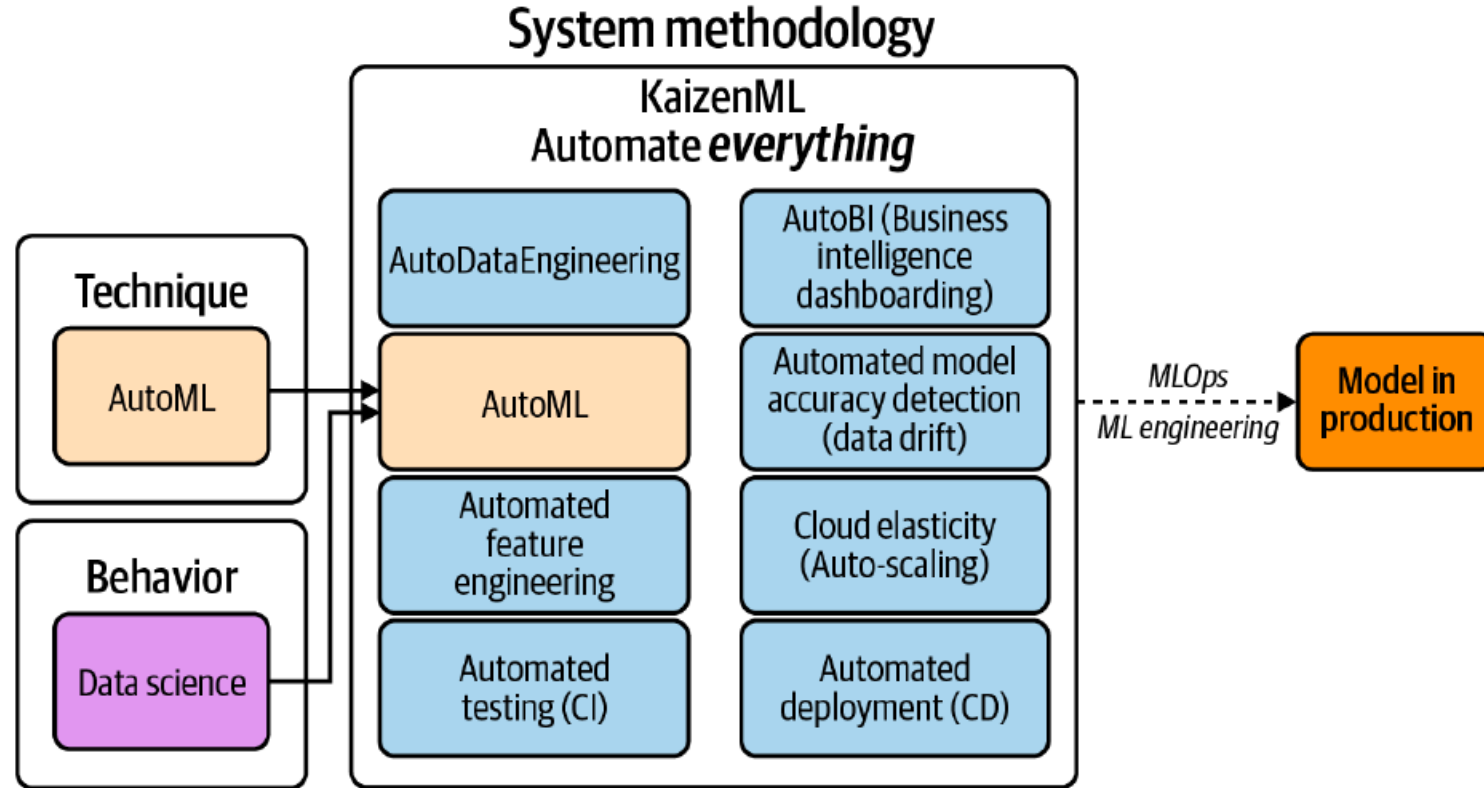 System methodology
KaizenML
Automate everything
Technique
AutoML
Behavior
Data science
AutoDataEngineering
AutoML
Automated
feature
engineering
Automated
testing (CI)
AutoBI (Business
intelligence
dashboarding)
Automated model
accuracy detection
(data drift)
Cloud elasticity
(Auto-scaling)
Automated
deployment (CD)
MLOps
ML engineering
Model in
production